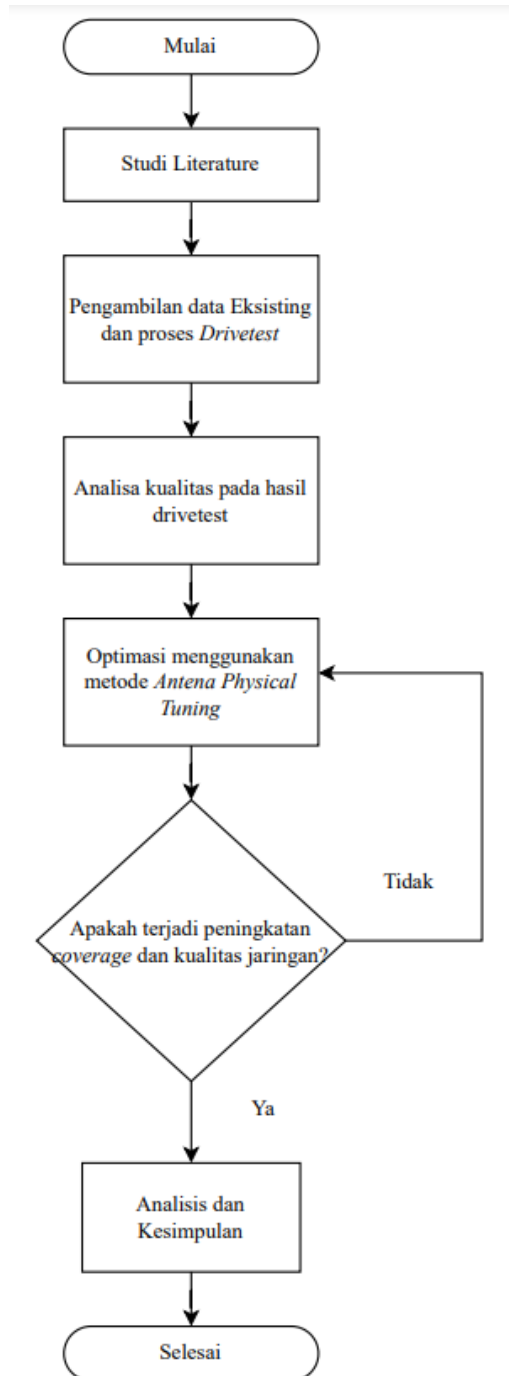 Mulai
Studi Literature
Pengambilan data Eksisting
dan proses Drivetest
Analisa kualitas pada hasil
drivetest
Optimasi menggunakan
metode Antena Physical
Tuning
Tidak
Apakah terjadi peningkatan
coverage dan kualitas jaringan?
Ya
Analisis dan
Kesimpulan
Selesai